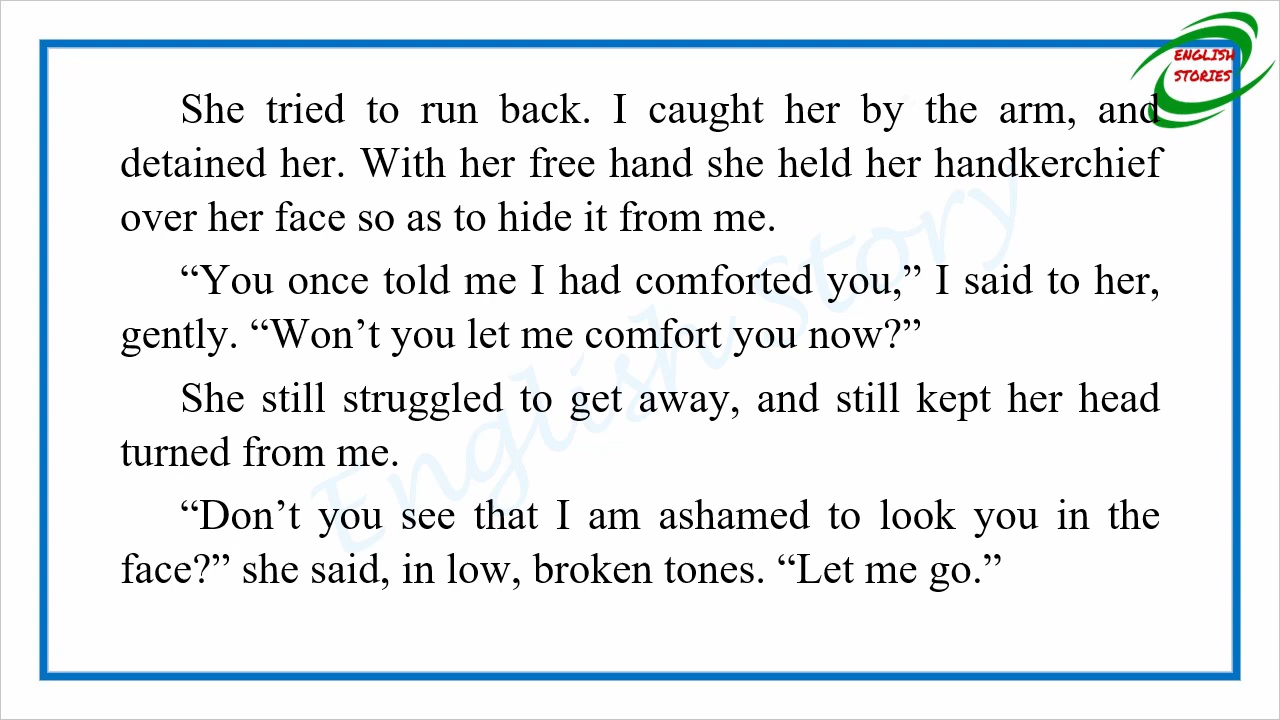 ENGLISH
STORIES
She tried to run back. I caught her by the arm, and
detained her. With her free hand she held her handkerchief
over her face so as to hide it from me.
“You once told me I had comforted you,” I said to her,
gently. “Won’t you let me comfort you now?”
She still struggled to get away, and still kept her head
turned from me.
“Don’t you see that I am ashamed to look you in the
face?” she said, in low, broken tones. “Let me go.”
English Story